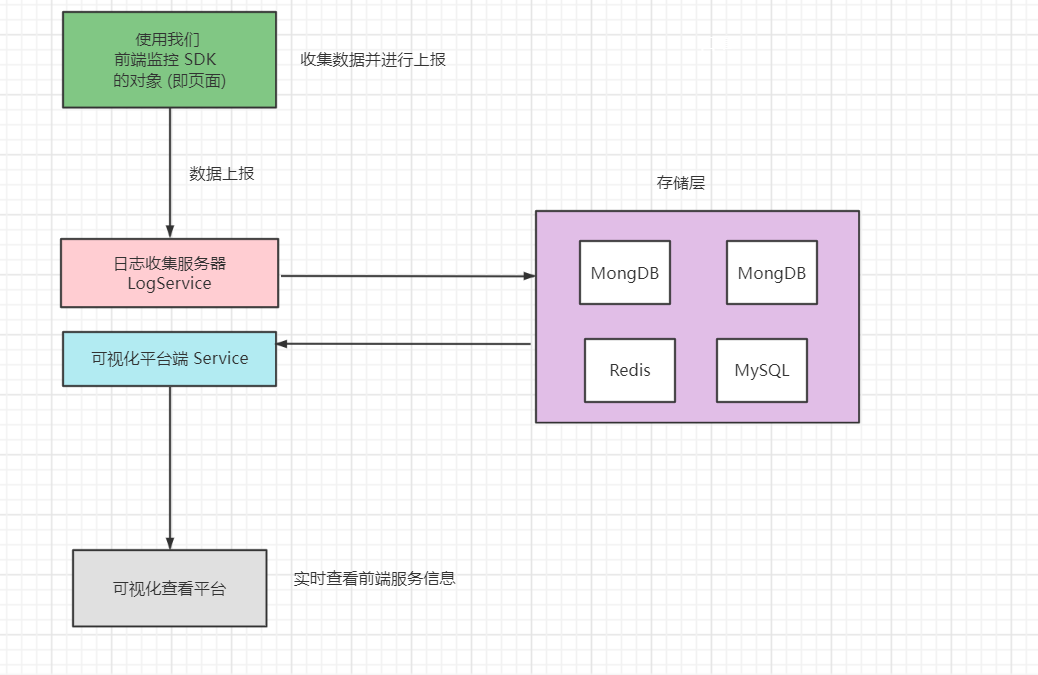 使用我们
前端监控 SDK
的对象 (即页面)
收集数据并进行上报
数据上报
存储层
日志收集服务器
LogService
MongDB
MongDB
可视化平台端 Service
Redis
MySQL
可视化查看平台
实时查看前端服务信息